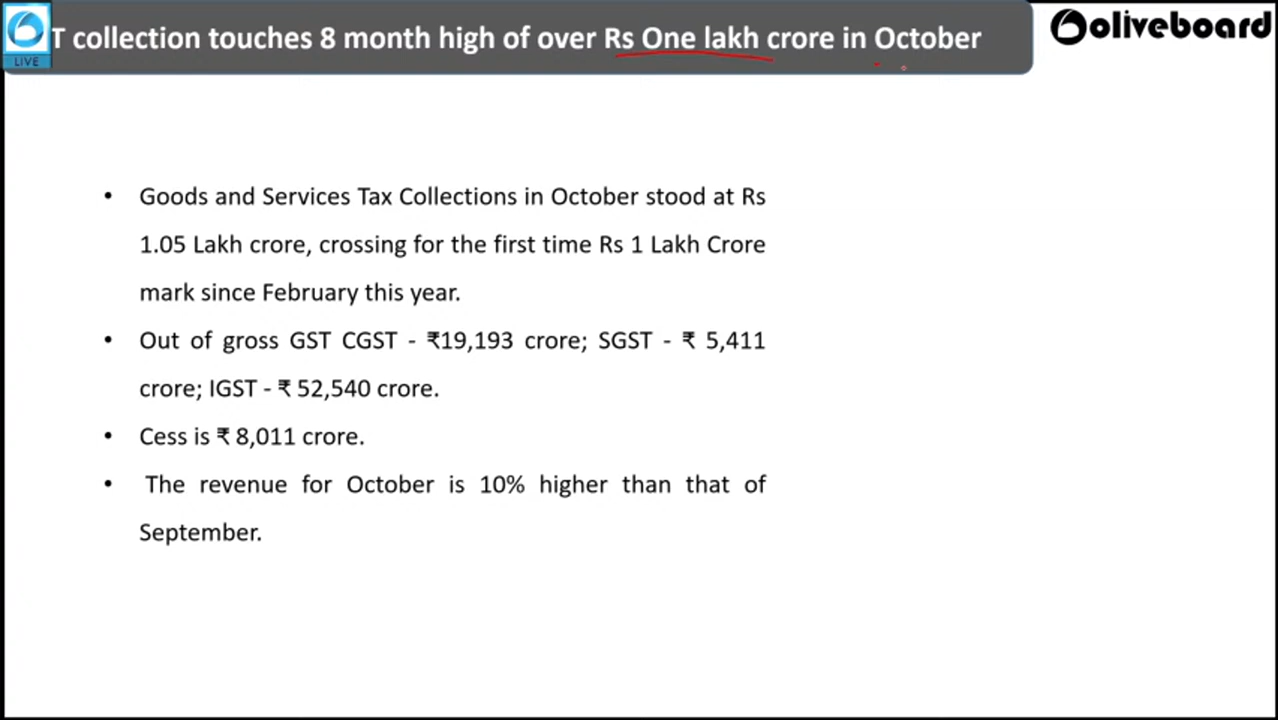 T collection touches 8 month high of over Rs One lakh crore in October
LIVE
oliveboard
• Goods and Services Tax Collections in October stood at Rs
1.05 Lakh crore, crossing for the first time Rs 1 Lakh Crore
mark since February this year.
• Out of gross GST CGST - ₹19,193 crore; SGST - ₹ 5,411
crore; IGST - ₹ 52,540 crore.
• Cess is ₹ 8,011 crore.
• The revenue for October is 10% higher than that of
September.